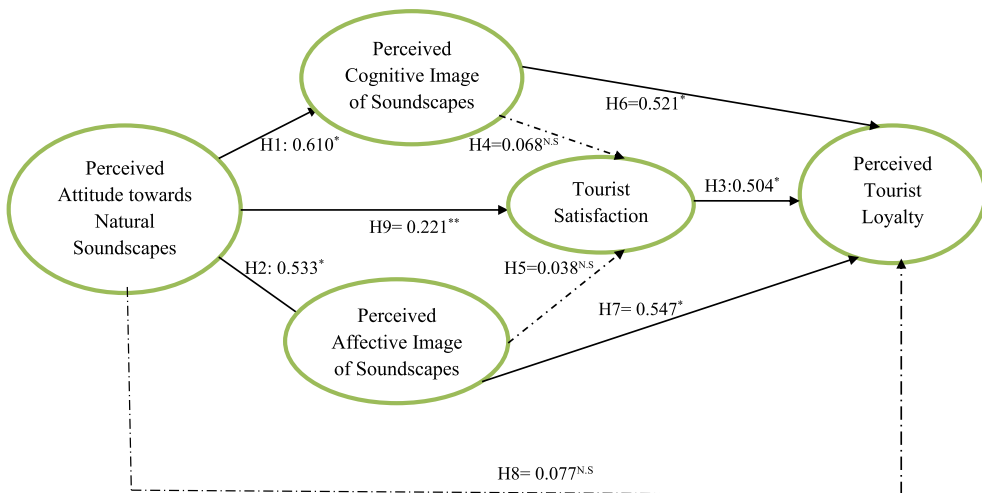 Perceived
Cognitive Image
of Soundscapes
H6=0.521*
H1: 0.610*
H4=0.068N.S
Perceived
Attitude towards
Natural
Soundscapes
Tourist
Satisfaction
H3:0.504*
Perceived
Tourist
Loyalty
H9= 0.221**
H2: 0.533*
H5=0.038N.S
Perceived
Affective Image
of Soundscapes
H7=0.547*
H8= 0.077N.S